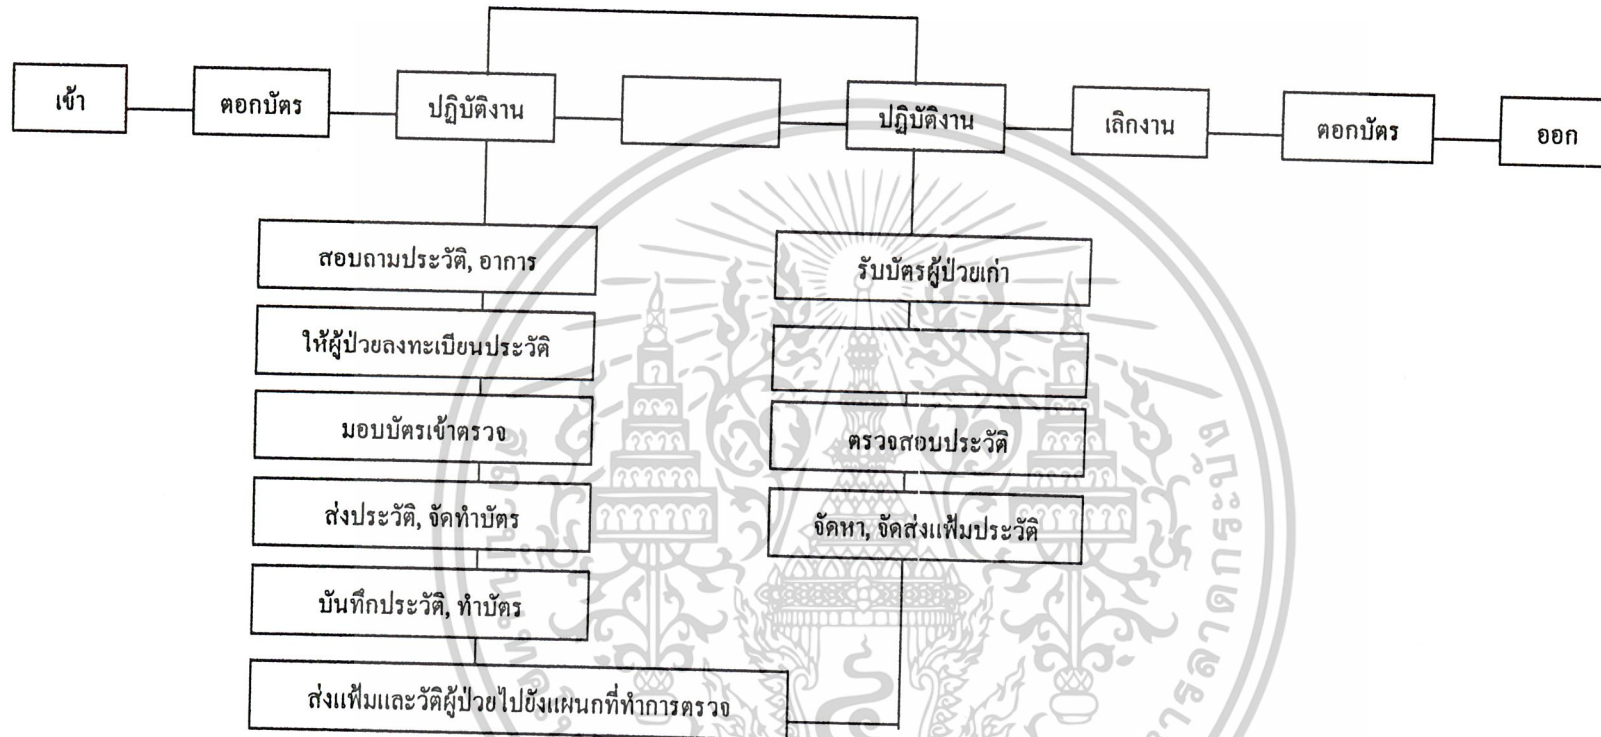 เข้า
ตอกบัตร
ปฏิบัติงาน
ปฏิบัติงาน
เลิกงาน
ตอกบัตร
ออก
สอบถามประวัติ, อาการ
ให้ผู้ป่วยลงทะเบียนประวัติ
มอบบัตรเข้าตรวจ
ส่งประวัติ, จัดทำบัตร
บันทึกประวัติ, ทำบัตร
ส่งแฟ้มและวัติผู้ป่วยไปยังแผนกที่ทำการตรวจ
รับบัตรผู้ป่วยเก่า
ตรวจสอบประวัติ
จัดหา, จัดส่งแฟ้มประวัติ